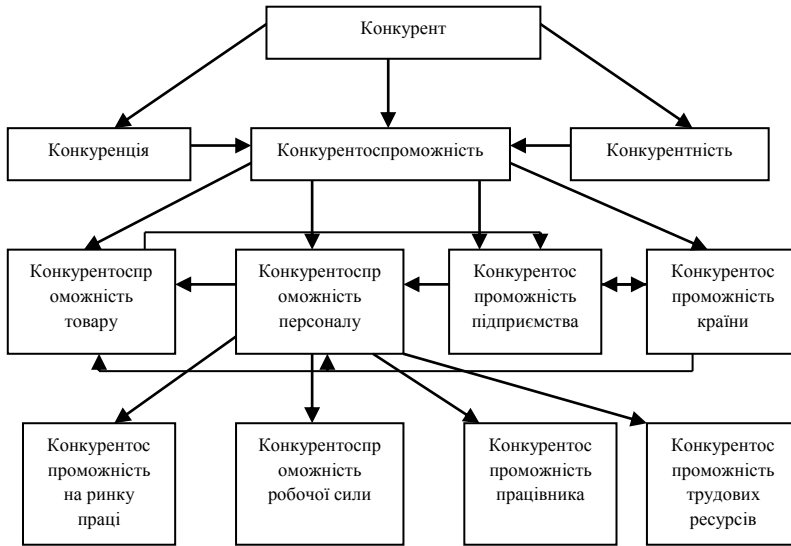 Конкурент
Конкуренція
Конкурентоспроможність
Конкурентність
Конкурентоспр
оможність
товару
Конкурентоспр
оможність
персоналу
Конкурентос
проможність
підприємства
Конкурентос
проможність
країни
Конкурентос
проможність
на ринку
праці
Конкурентоспр
оможність
робочої сили
Конкурентос
проможність
працівника
Конкурентос
проможність
трудових
ресурсів